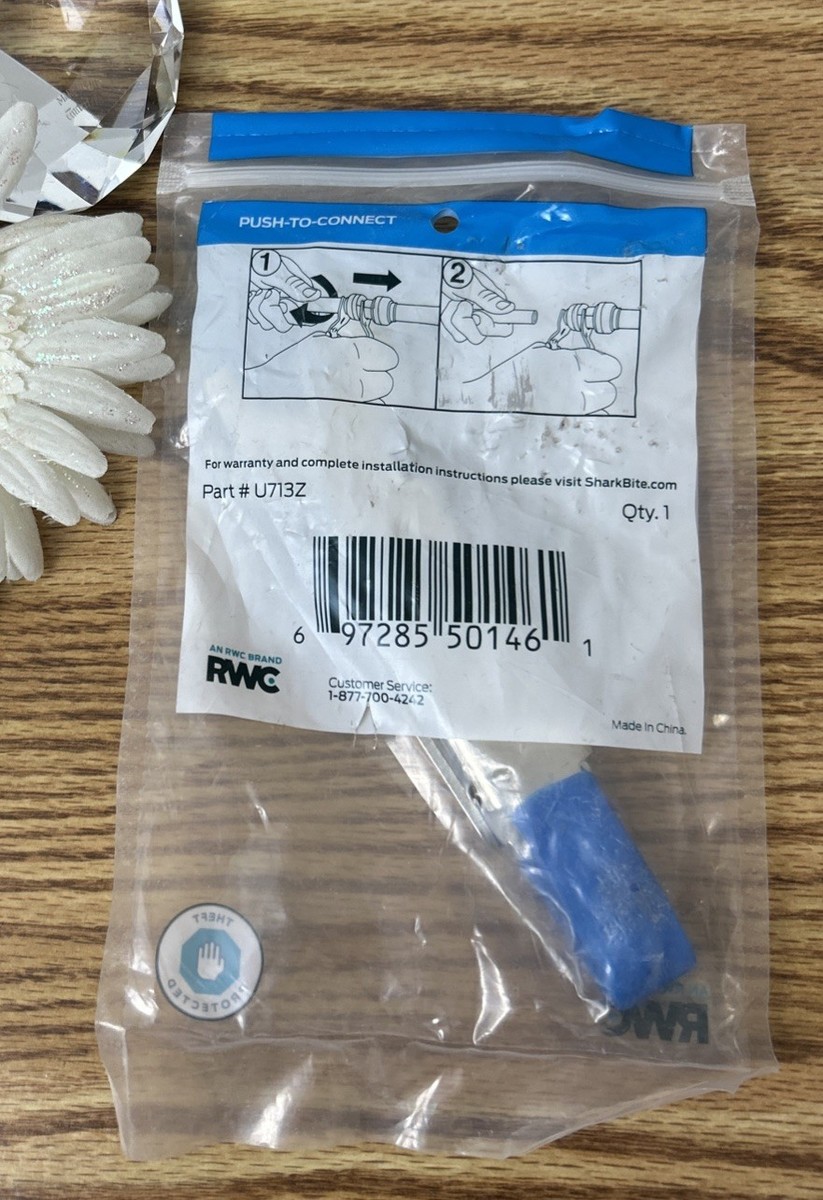 PUSH-TO-CONNECT
1
2
For warranty and complete installation instructions please visit SharkBite.com
Part # U713Z
Qty. 1
6 97285 50146 1
AN RWC BRAND
RWC
Customer Service:
1-877-700-4242
Made in China.
THEFT
PROTECTED
RWC